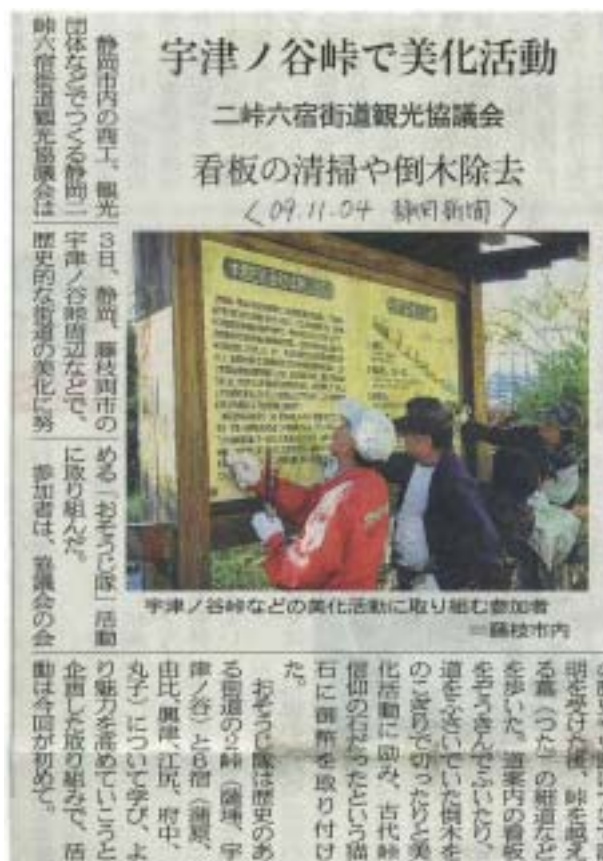 宇津ノ谷峠で美化活動
二峠六宿街道観光協議会
看板の清掃や倒木除去
<09.11.04 静岡新聞>
静岡市内の商工、観光
団体などでつくる静岡二
峠六宿街道観光協議会は
3日、静岡、藤枝両市の
宇津ノ谷峠周辺などで、
歴史的な街道の美化に努
める「おそうじ隊」活動
に取り組んだ。
参加者は、協議会の会
宇津ノ谷峠などの美化活動に取り組む参加者
=藤枝市内
明を受けた後、峠を越え
る蔦(つた)の細道など
を歩いた。道案内の看板
をぞうきんでふいたり、
道をふさいでいた倒木を
のこぎりで切ったりと美
化活動に励み、古代峠
信仰の石だったという猫
石に御幣を取り付け
た。
おそうじ隊は歴史のあ
る街道の2峠(薩埵、宇
津ノ谷)と6宿(蒲原、
由比、興津、江尻、府中、
丸子)について学び、よ
り魅力を高めていこうと
企画した取り組みで、活
動は今回が初めて。